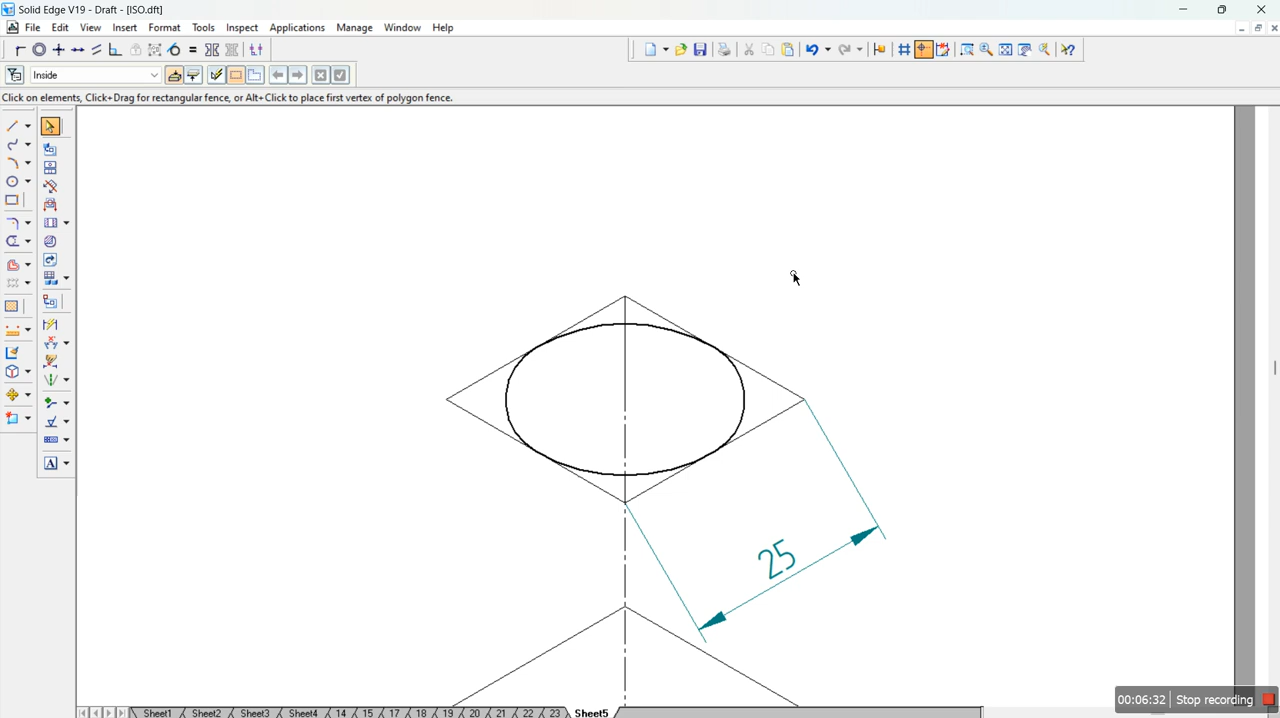 Solid Edge V19 - Draft - [ISO.dft]
File Edit View Insert Format Tools Inspect Applications Manage Window Help
Inside
Click on elements, Click+Drag for rectangular fence, or Alt+Click to place first vertex of polygon fence.
A
25
00:06:32 Stop recording
Sheet1 Sheet2 Sheet3 Sheet4 14 15 17 18 19 20 21 22 23 Sheet5